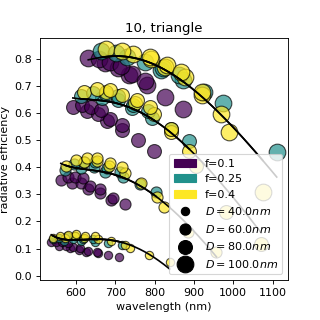 10, triangle
radiative efficiency
0.8
0.7
0.6
0.5
0.4
0.3
0.2
0.1
0.0
f=0.1
f=0.25
f=0.4
D = 40.0nm
D = 60.0nm
D = 80.0nm
D = 100.0nm
600 700 800 900 1000 1100
wavelength (nm)